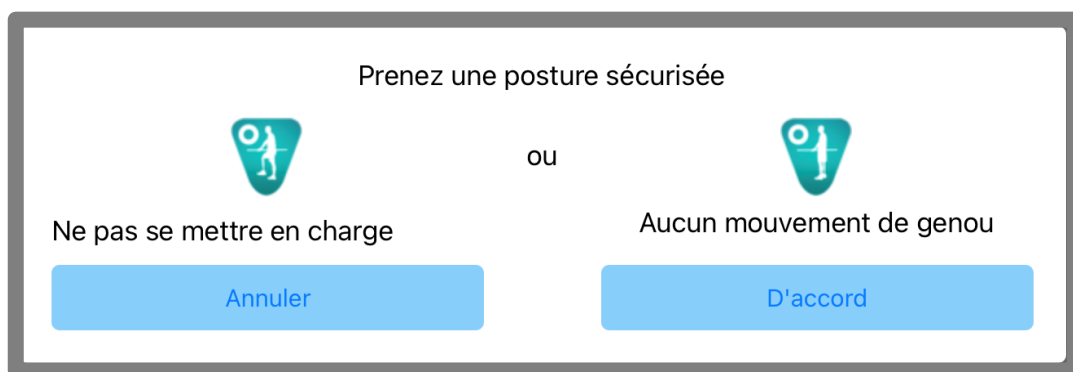 Prenez une posture sécurisée
ou
Ne pas se mettre en charge
Aucun mouvement de genou
Annuler
D'accord